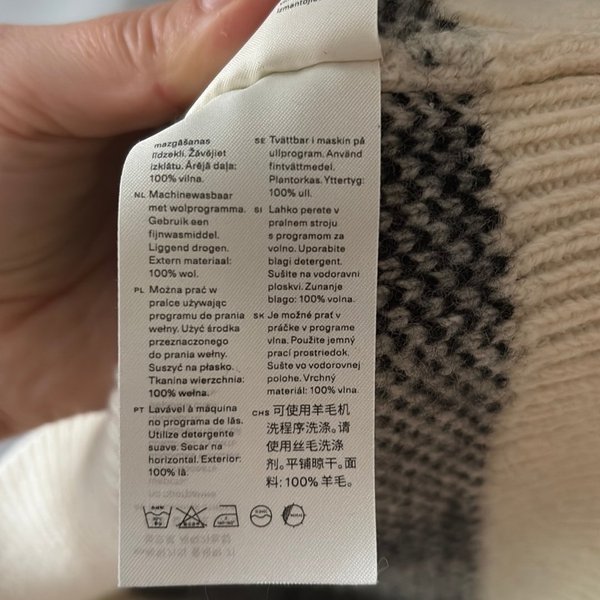 izmantojiet
mazgāšanas
līdzekli. Žāvējiet
izklātu. Ārējā daļa:
100% vilna.
NL Machinewasbaar
met wolprogramma.
Gebruik een
fijnwasmiddel.
Liggend drogen.
Extern materiaal:
100% wol.
PL Można prać w
pralce używając
programu do prania
wełny. Użyć środka
przeznaczonego
do prania wełny.
Suszyć na płasko.
Tkanina wierzchnia:
100% wełna.
PT Lavável à máquina
no programa de lãs.
Utilize detergente
suave. Secar na
horizontal. Exterior:
100% lã.
SE Tvättbar i maskin på
ullprogram. Använd
fintvättmedel.
Plantorkas. Yttertyg:
100% ull.
SI Lahko perete v
pralnem stroju
s programom za
volno. Uporabite
blagi detergent.
Sušite na vodoravni
ploskvi. Zunanje
blago: 100% volna.
SK Je možné prať v
práčke v programe
vlna. Použite jemný
prací prostriedok.
Sušte vo vodorovnej
polohe. Vrchný
materiál: 100% vlna.
CHS 可使用羊毛机
洗程序洗涤。请
使用丝毛洗涤
剂。平铺晾干。面
料: 100% 羊毛。